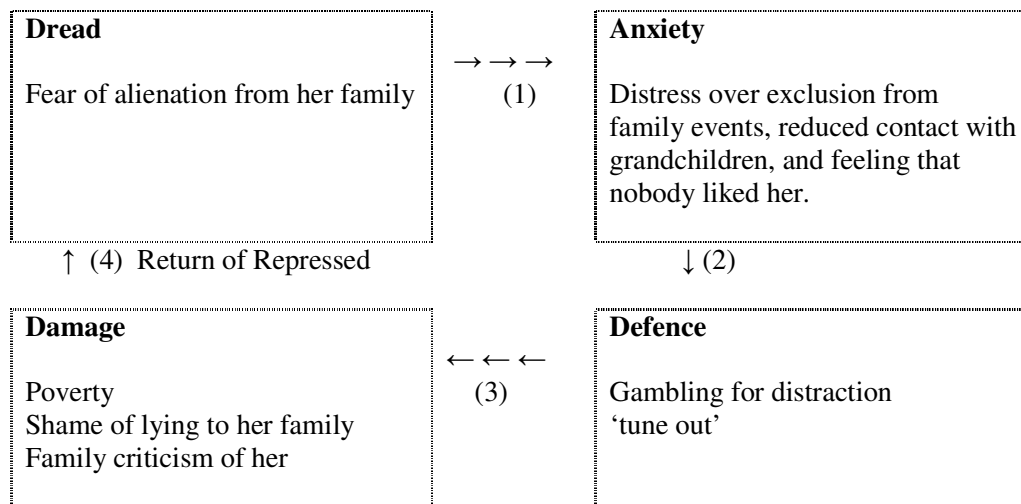 Dread
Fear of alienation from her family
→ → →
(1)
Anxiety
Distress over exclusion from
family events, reduced contact with
grandchildren, and feeling that
nobody liked her.
↑ (4) Return of Repressed
↓ (2)
Damage
Poverty
Shame of lying to her family
Family criticism of her
← ← ←
(3)
Defence
Gambling for distraction
‘tune out’